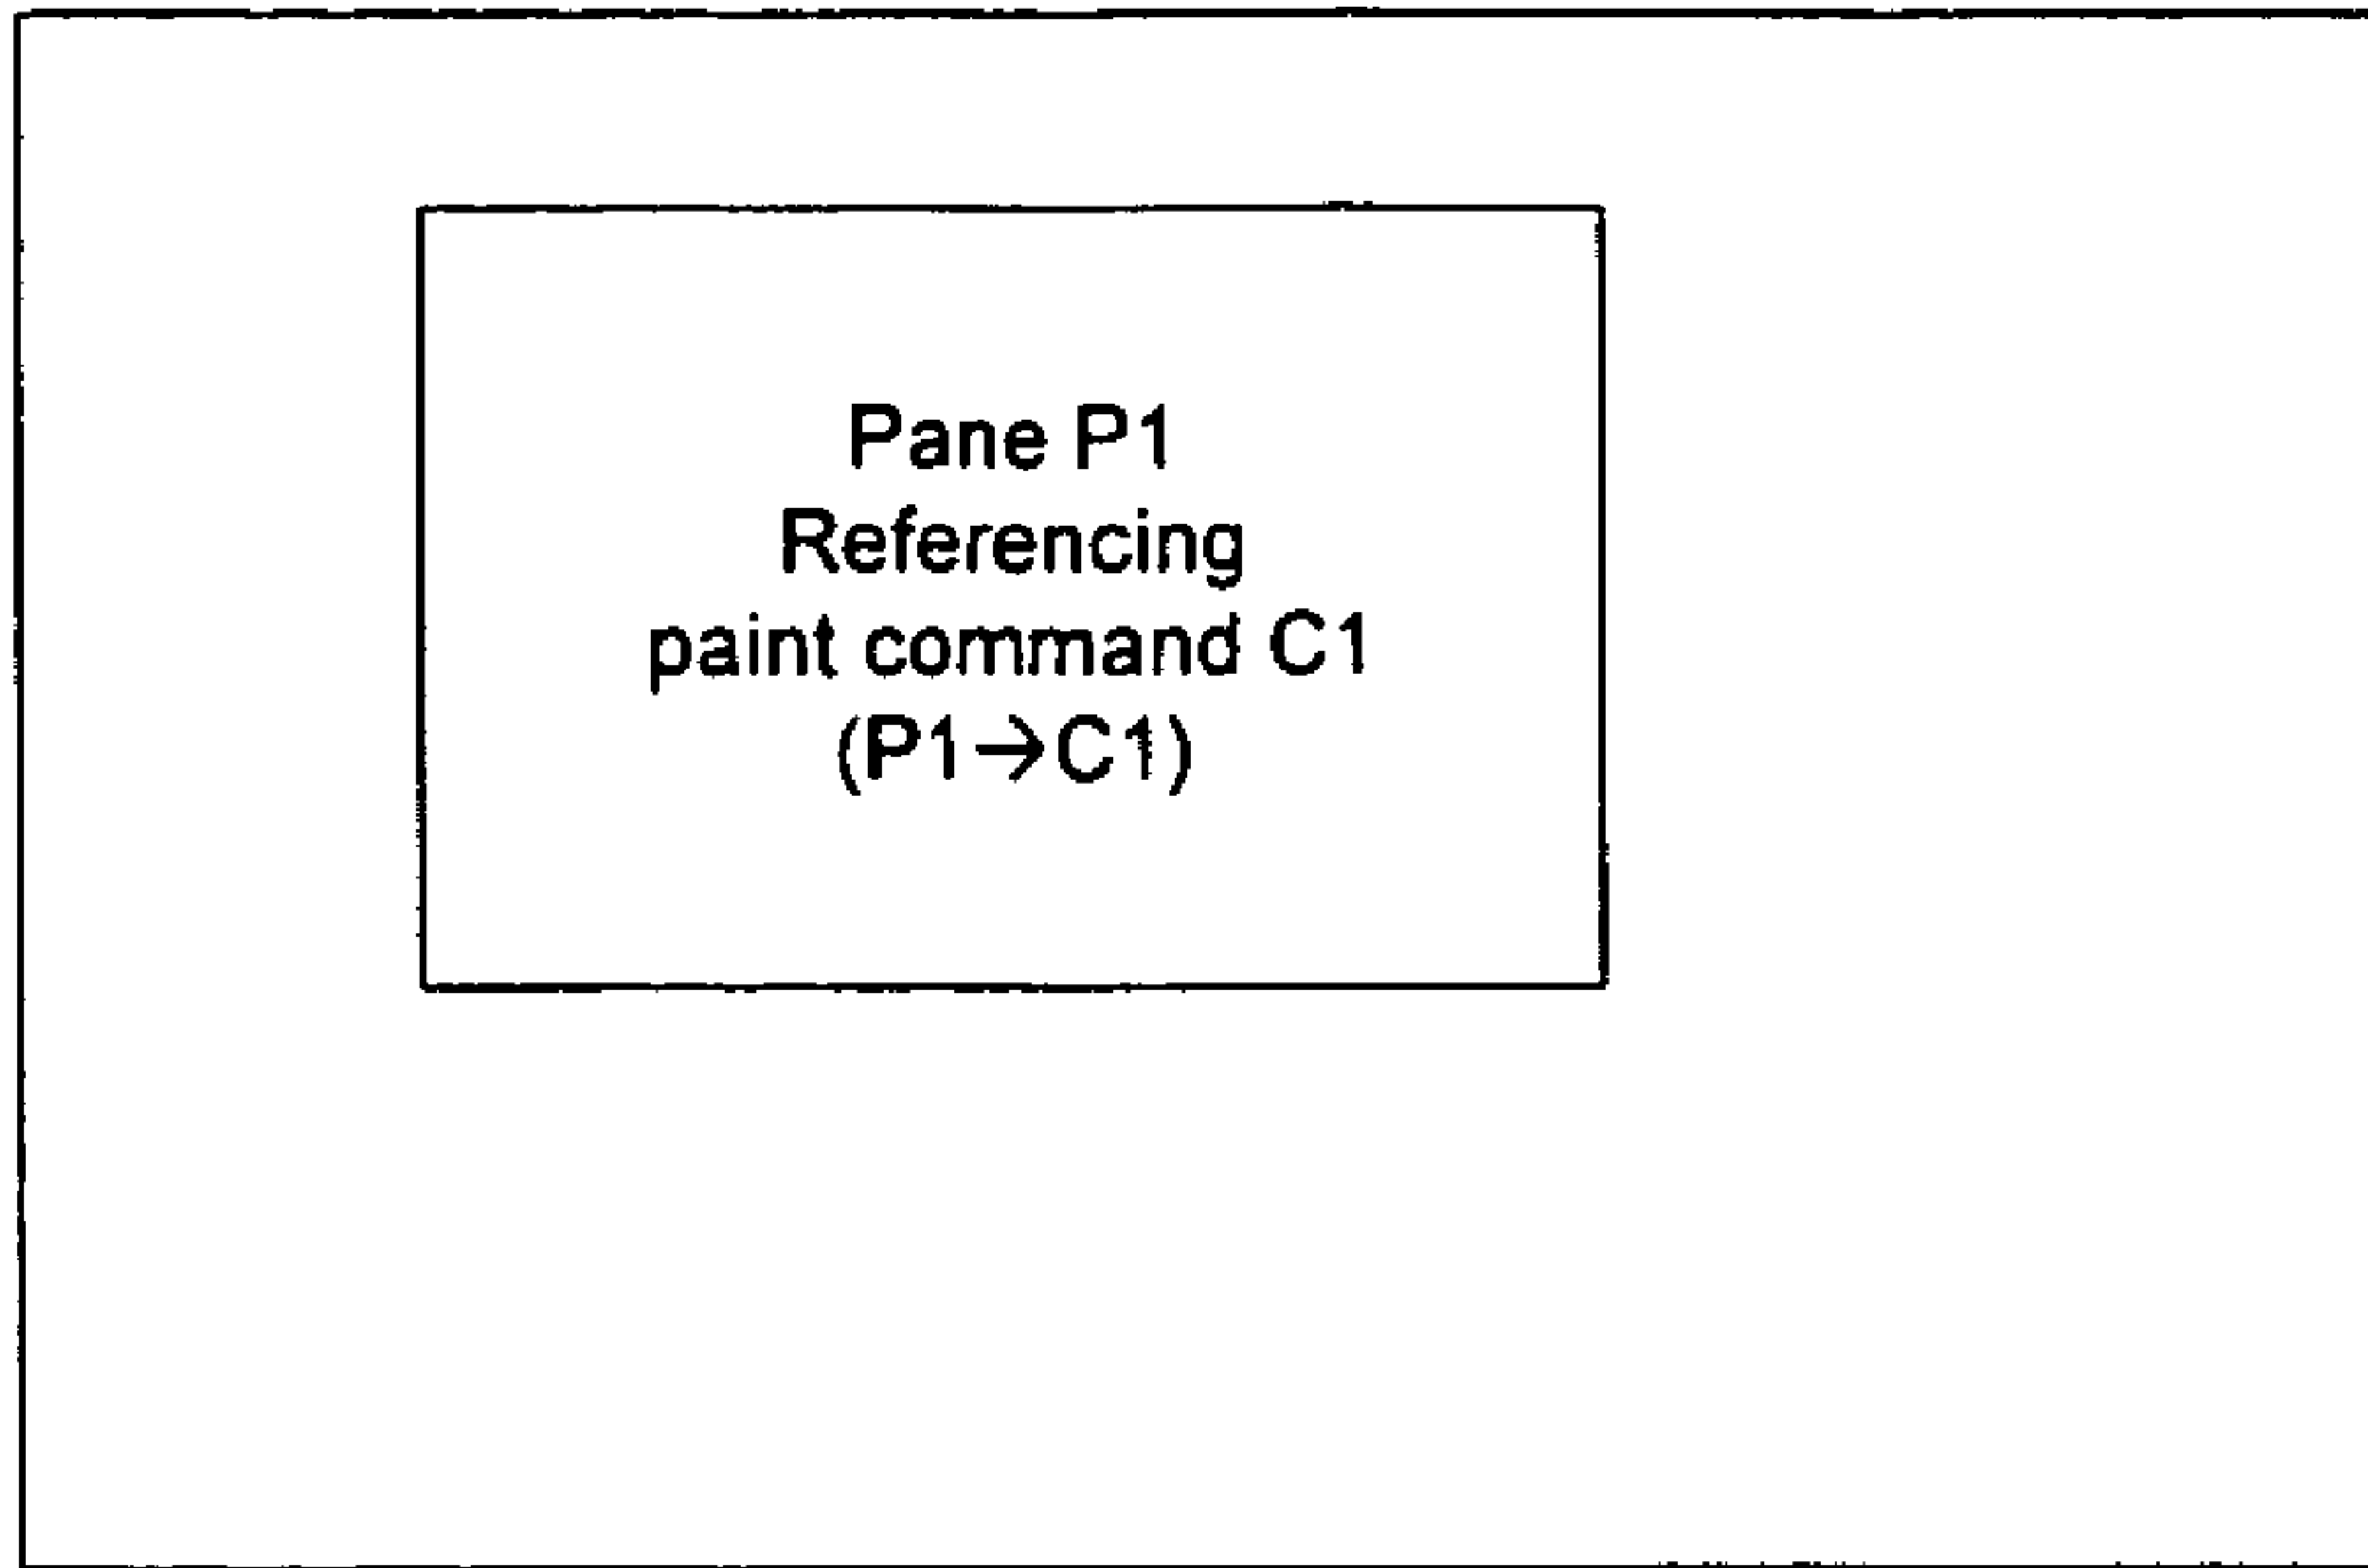 Pane P1
Referencing
paint command C1
(P1→C1)